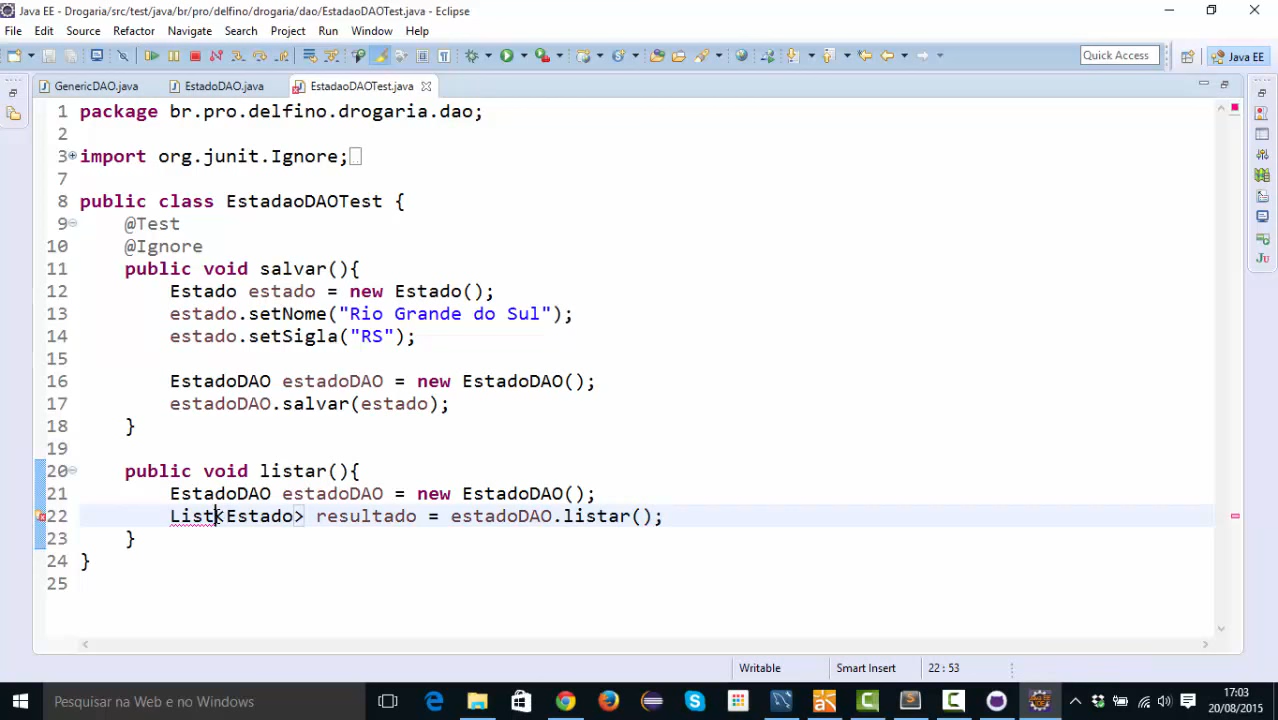 Java EE - Drogaria/src/test/java/br/pro/delfino/drogaria/dao/EstadaoDAOTest.java - Eclipse
File Edit Source Refactor Navigate Search Project Run Window Help
Quick Access Java EE
GenericDAO.java EstadoDAO.java EstadaoDAOTest.java
1 package br.pro.delfino.drogaria.dao;
2
3 import org.junit.Ignore;
7
8 public class EstadaoDAOTest {
9 @Test
10 @Ignore
11 public void salvar(){
12 Estado estado = new Estado();
13 estado.setNome("Rio Grande do Sul");
14 estado.setSigla("RS");
15
16 EstadoDAO estadoDAO = new EstadoDAO();
17 estadoDAO.salvar(estado);
18 }
19
20 public void listar(){
21 EstadoDAO estadoDAO = new EstadoDAO();
22 List<Estado> resultado = estadoDAO.listar();
23 }
24 }
25
Writable Smart Insert 22 : 53
Pesquisar na Web e no Windows
17:03
20/08/2015